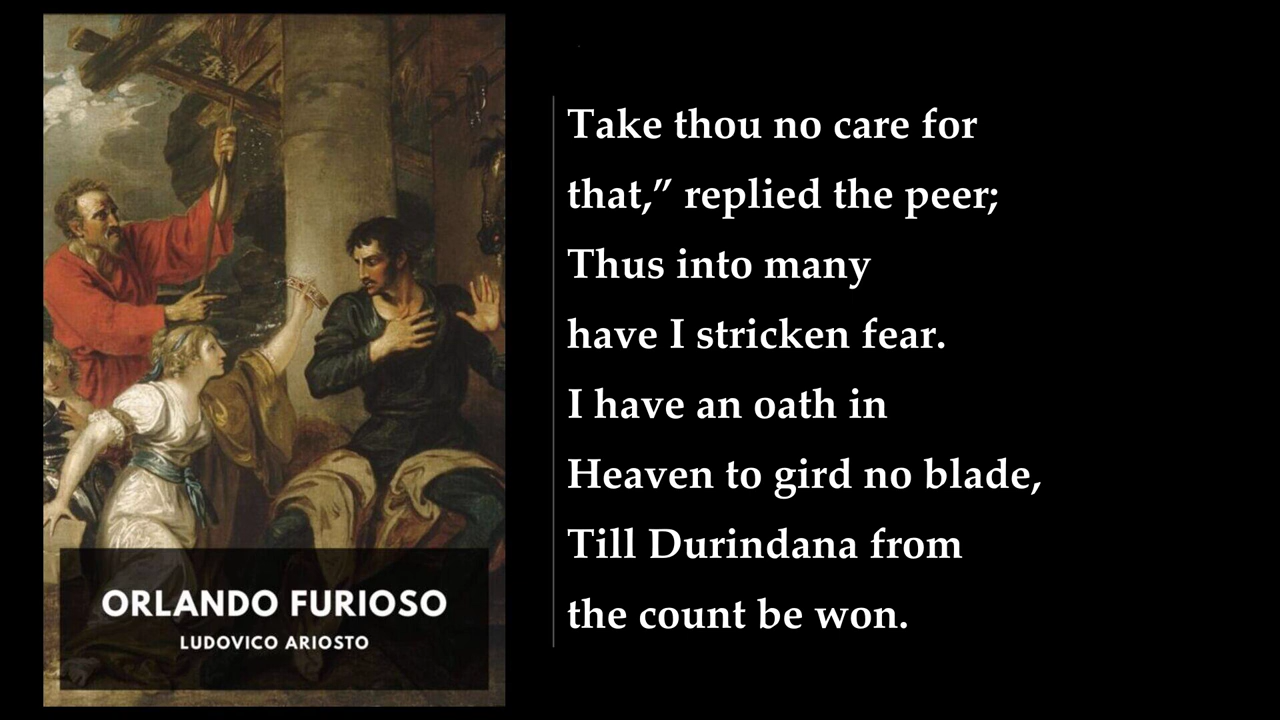 ORLANDO FURIOSO
LUDOVICO ARIOSTO
Take thou no care for
that,” replied the peer;
Thus into many
have I stricken fear.
I have an oath in
Heaven to gird no blade,
Till Durindana from
the count be won.